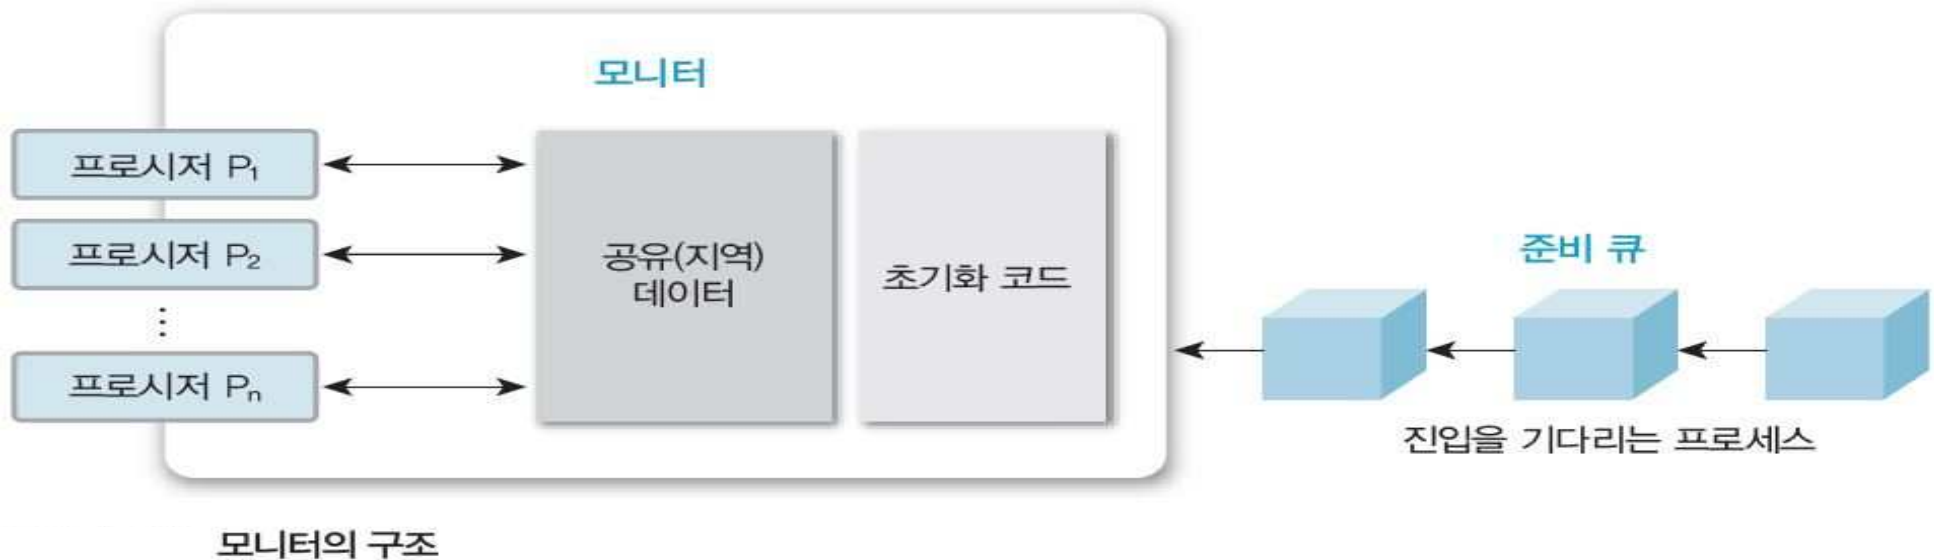 모니터
프로시저 P₁
프로시저 P₂
⋮
프로시저 Pₙ
공유(지역)
데이터
초기화 코드
준비 큐
진입을 기다리는 프로세스
모니터의 구조